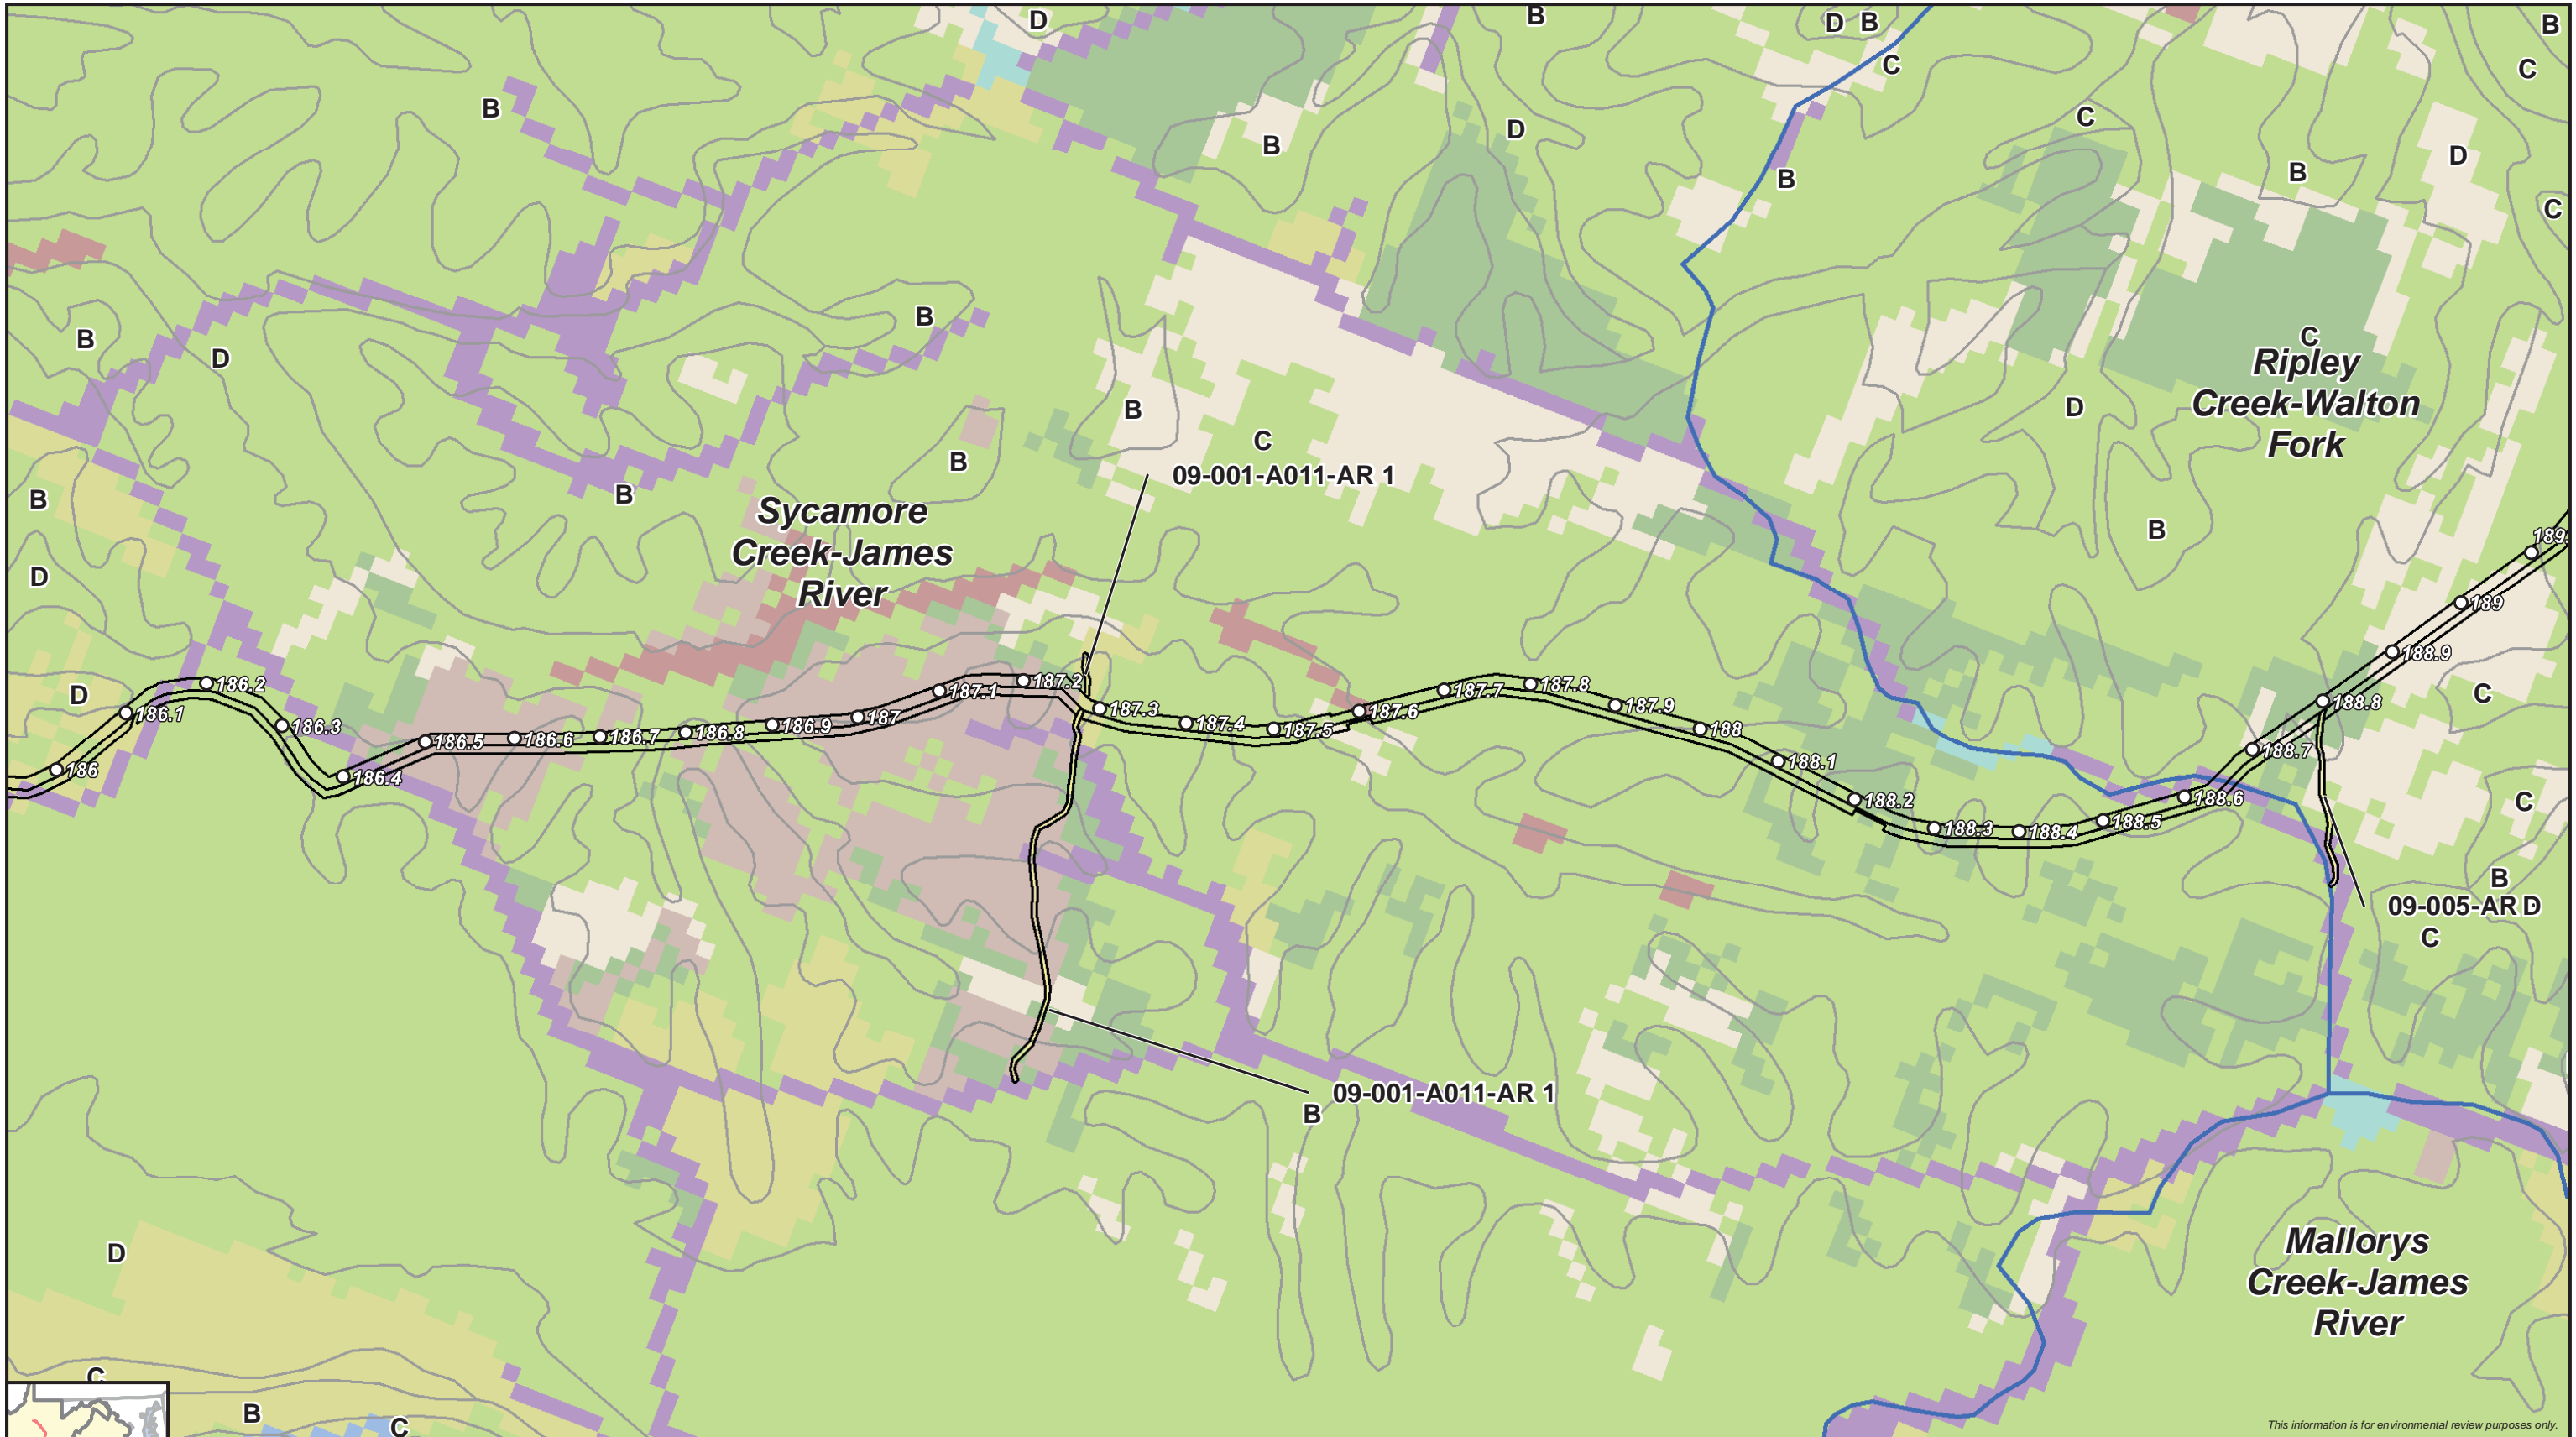 D
B
D
B
B
C
C
B
B
D
C
B
D
B
B
C
B
D
B
C
Ripley
Creek-Walton
Fork
B
D
C
B
09-001-A011-AR 1
B
B
B
D
Sycamore
Creek-James
River
B
189
188.9
188.8
188.7
188.6
188.5
188.4
188.3
188.2
188.1
188
187.9
187.8
187.7
187.6
187.5
187.4
187.3
187.2
187.1
187
186.9
186.8
186.7
186.6
186.5
186.4
186.3
186.2
186.1
186
D
C
C
B
09-005-AR D
C
09-001-A011-AR 1
B
D
Mallorys
Creek-James
River
C
B
C
This information is for environmental review purposes only.